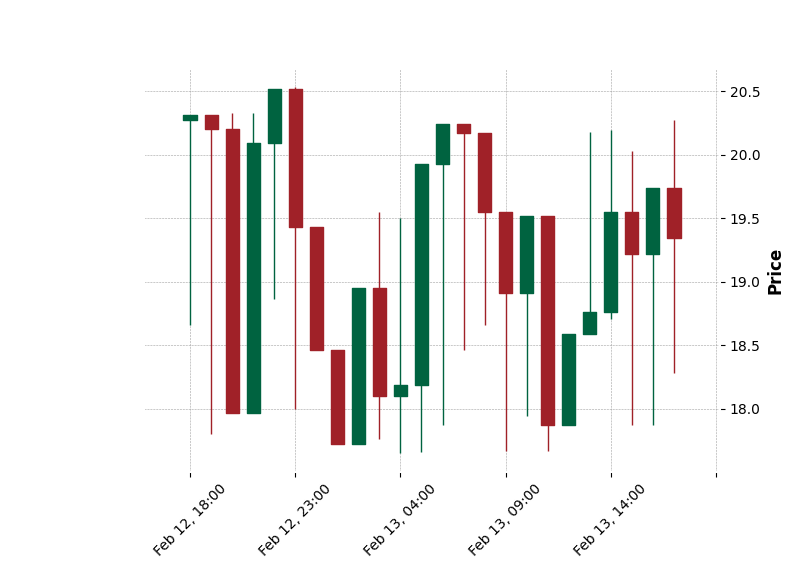 20.5
20.0
19.5
19.0
18.5
18.0
Price
Feb 12, 18:00
Feb 12, 23:00
Feb 13, 04:00
Feb 13, 09:00
Feb 13, 14:00